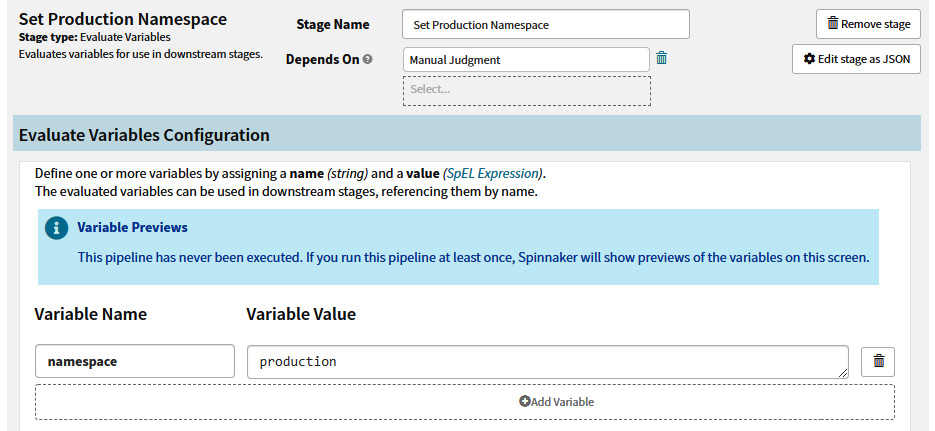 Set Production Namespace
Stage type: Evaluate Variables
Evaluates variables for use in downstream stages.
Stage Name
Set Production Namespace
Depends On
Manual Judgment
Select...
Remove stage
Edit stage as JSON
Evaluate Variables Configuration
Define one or more variables by assigning a name (string) and a value (SpEL Expression).
The evaluated variables can be used in downstream stages, referencing them by name.
Variable Previews
This pipeline has never been executed. If you run this pipeline at least once, Spinnaker will show previews of the variables on this screen.
Variable Name Variable Value
namespace production
Add Variable